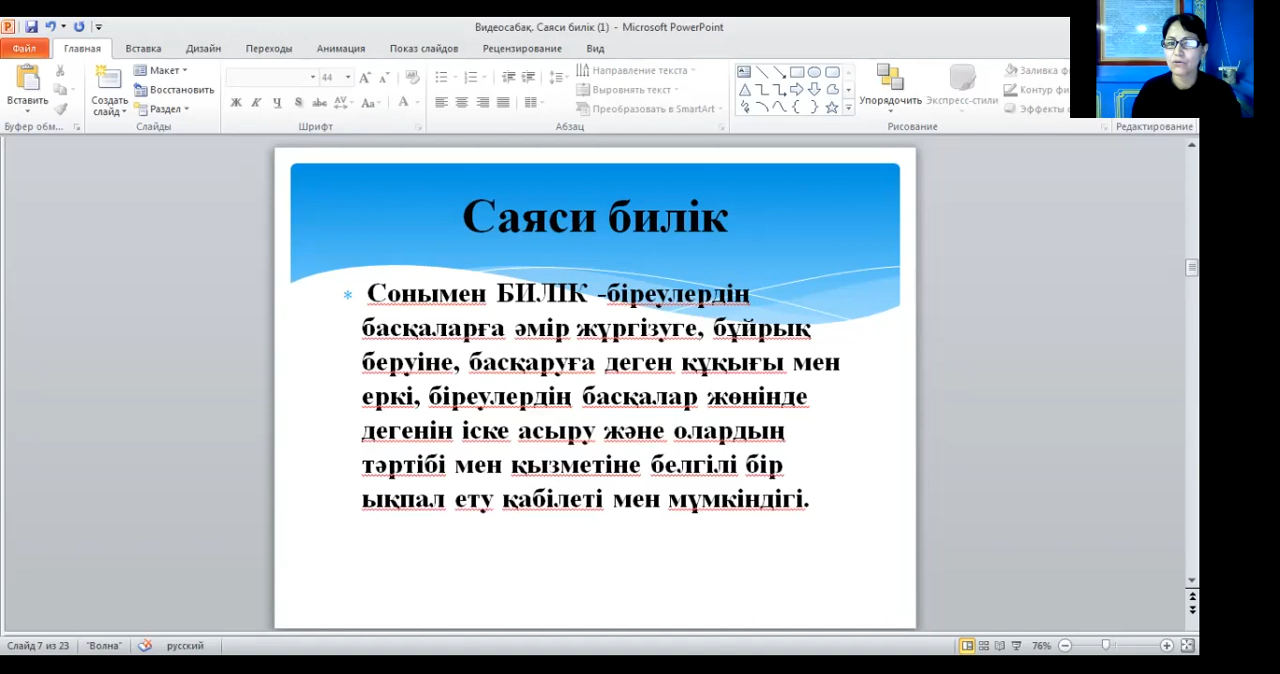 Видеосабақ. Саяси билік (1) - Microsoft PowerPoint
Файл Главная Вставка Дизайн Переходы Анимация Показ слайдов Рецензирование Вид
Вставить
Буфер обм...
Создать слайд
Макет
Восстановить
Раздел
Слайды
44
Ж К Ч S abc AV Aa A
Шрифт
Направление текста
Выровнять текст
Преобразовать в SmartArt
Абзац
Упорядочить
Экспресс-стили
Заливка ф
Контур фи
Эффекты
Рисование
Редактирование
Саяси билік
Сонымен БИЛІК -біреулердің
басқаларға әмір жүргізуге, бұйрық
беруіне, басқаруға деген құқығы мен
еркі, біреулердің басқалар жөнінде
дегенін іске асыру және олардың
тәртібі мен қызметіне белгілі бір
ықпал ету қабілеті мен мүмкіндігі.
Слайд 7 из 23 "Волна" русский 76%